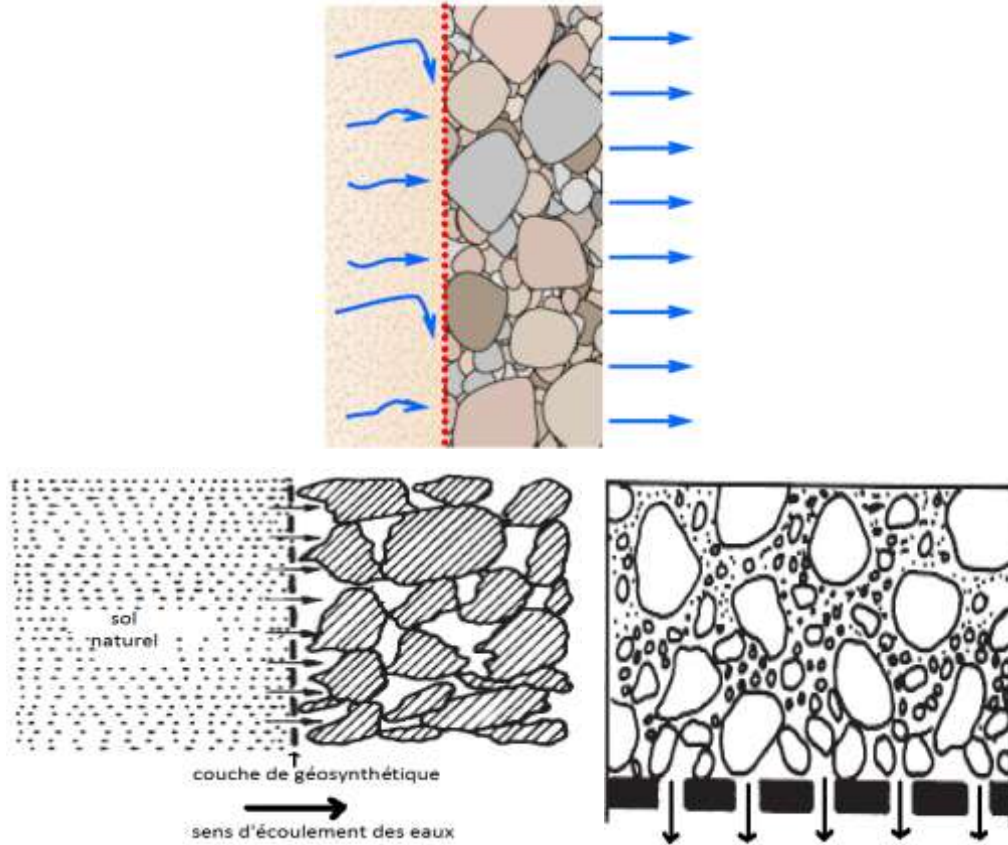 sol
naturel
couche de géosynthétique
sens d'écoulement des eaux